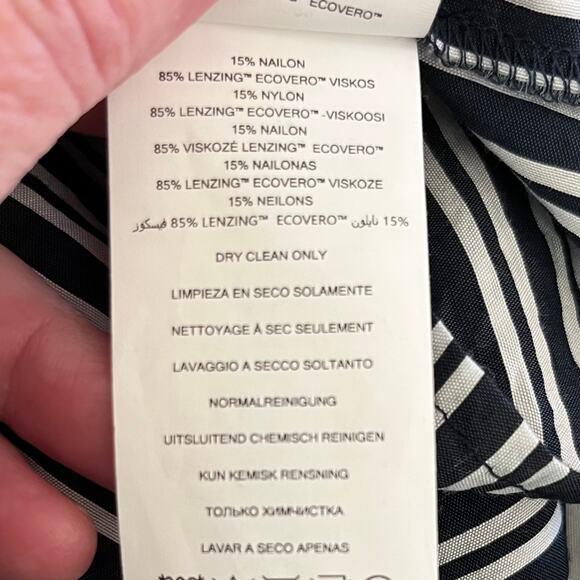 ECOVERO™
15% NAILON
85% LENZING™ ECOVERO™ VISKOS
15% NYLON
85% LENZING™ ECOVERO™ -VISKOOSI
15% NAILON
85% VISKOZĖ LENZING™ ECOVERO™
15% NAILONAS
85% LENZING™ ECOVERO™ VISKOZE
15% NEILONS
15% نايلون 85% LENZING™ ECOVERO™ فيسكوز
DRY CLEAN ONLY
LIMPIEZA EN SECO SOLAMENTE
NETTOYAGE À SEC SEULEMENT
LAVAGGIO A SECCO SOLTANTO
NORMALREINIGUNG
UITSLUITEND CHEMISCH REINIGEN
KUN KEMISK RENSNING
ТОЛЬКО ХИМЧИСТКА
LAVAR A SECO APENAS